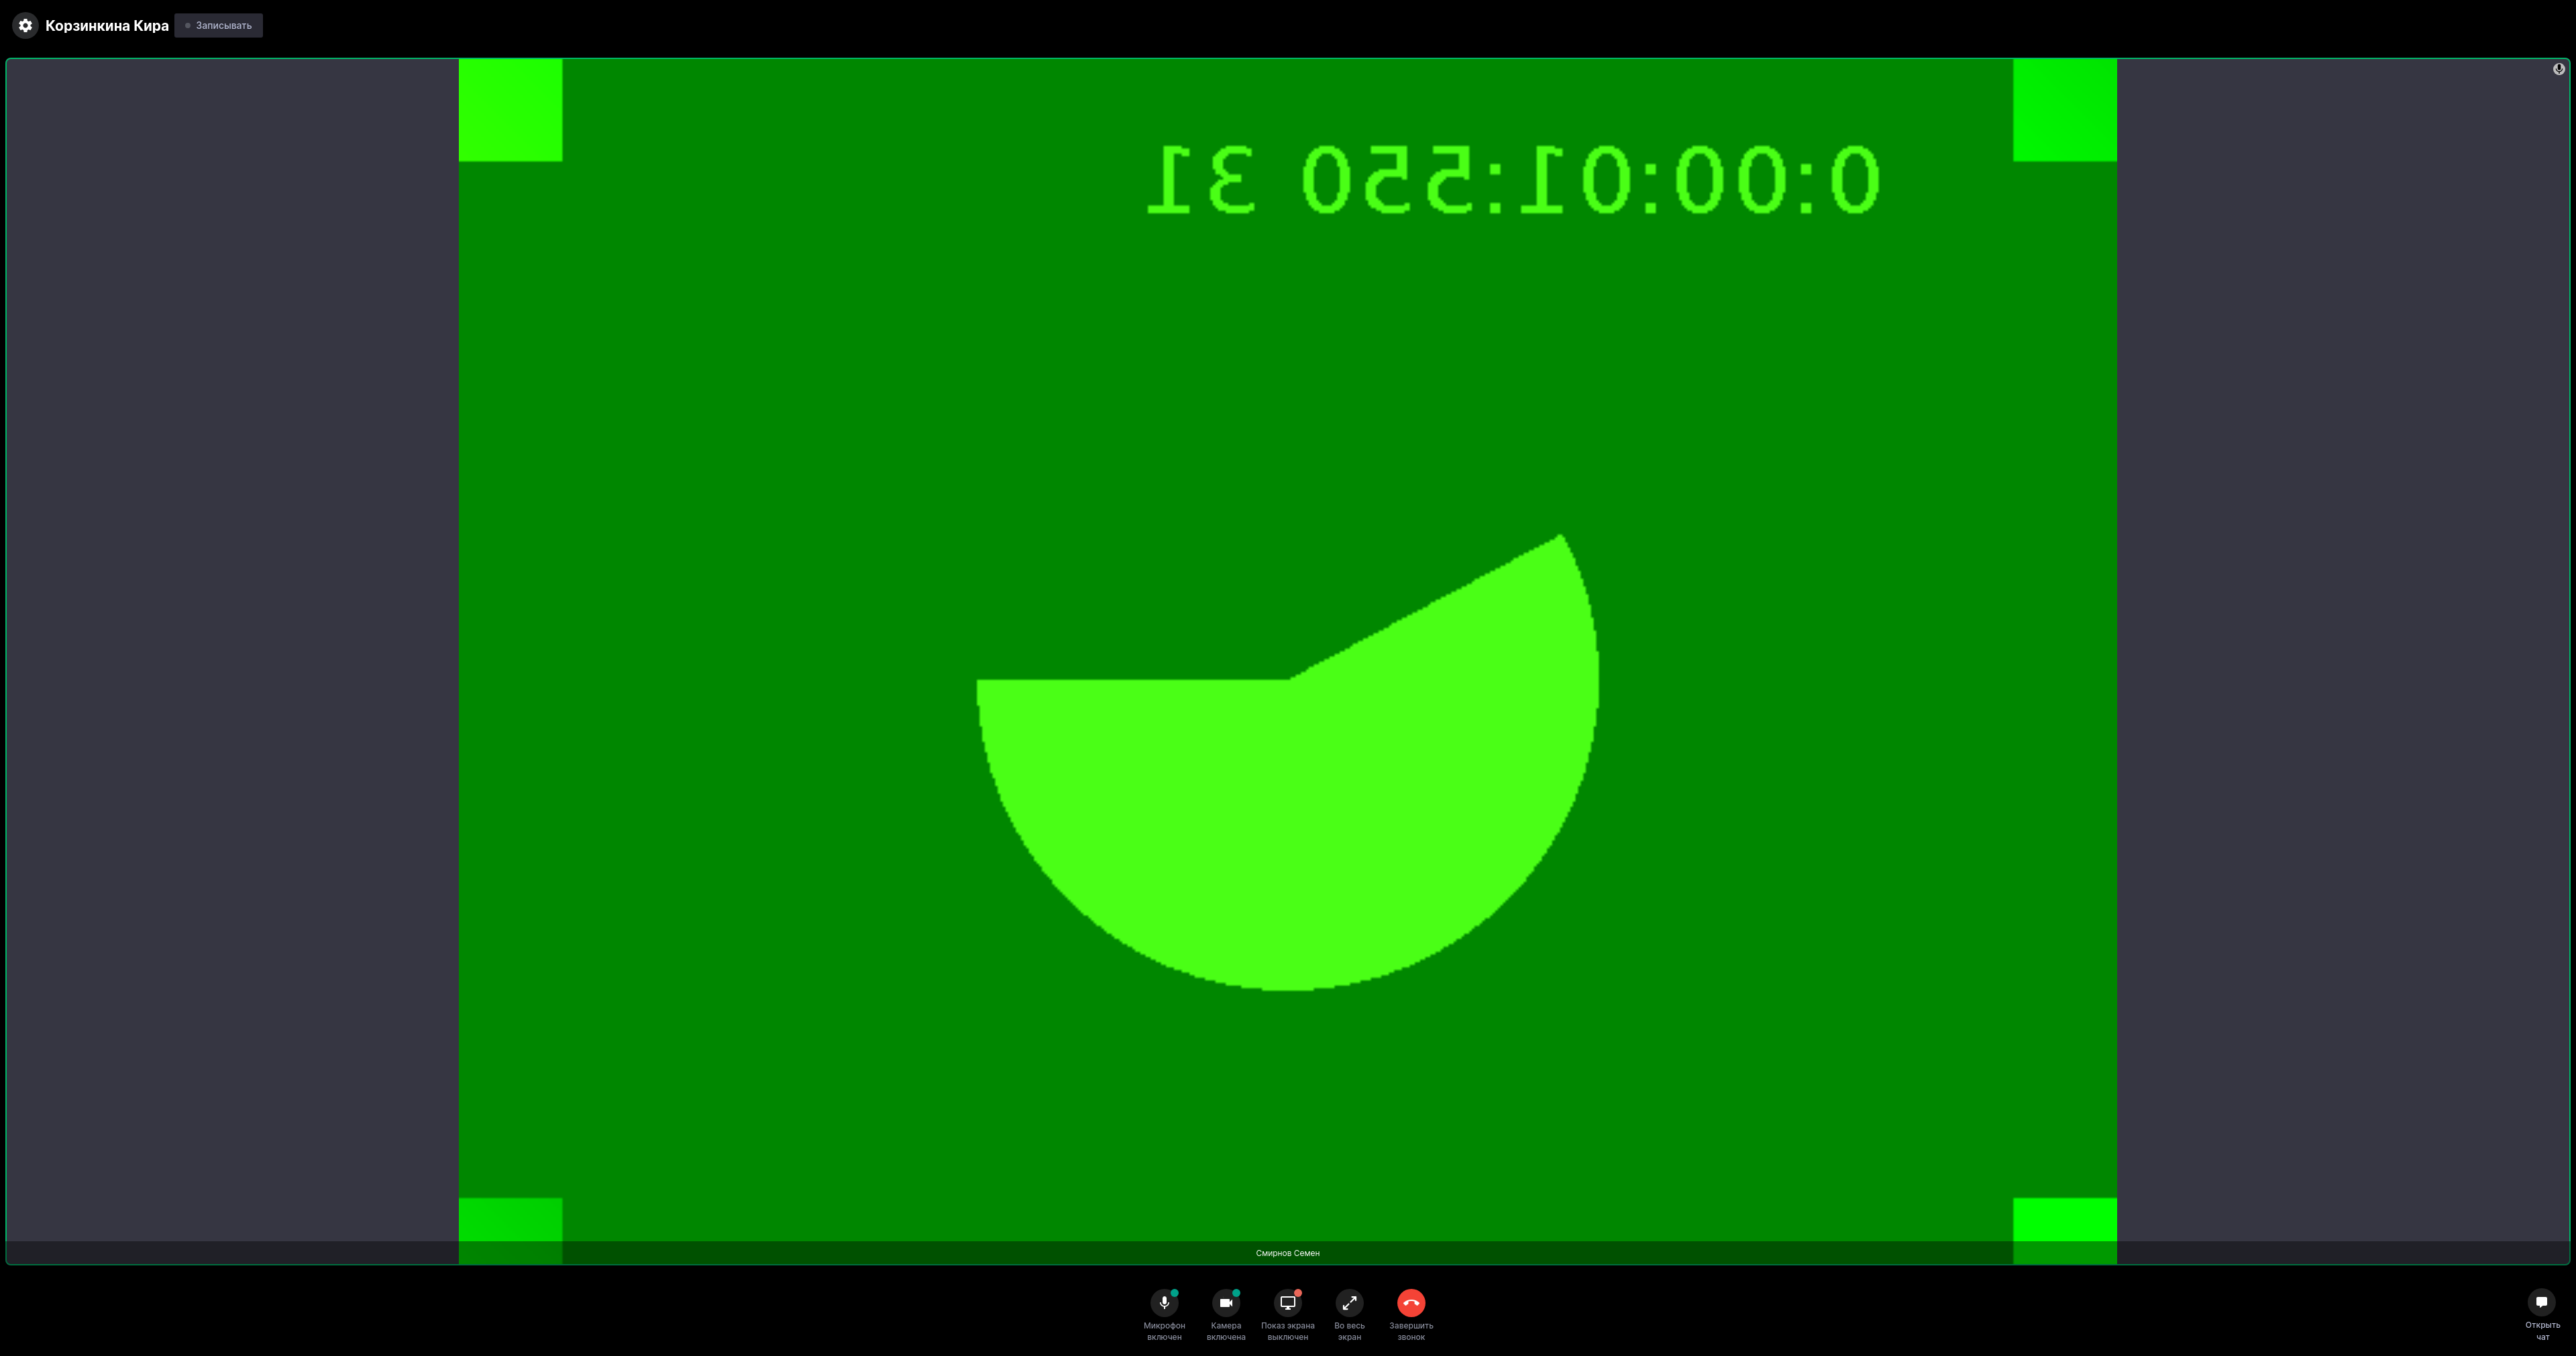 Корзинкина Кира
Записывать
0:00:01:550 31
Смирнов Семен
Микрофон включен
Камера включена
Показ экрана выключен
Во весь экран
Завершить звонок
Открыть чат